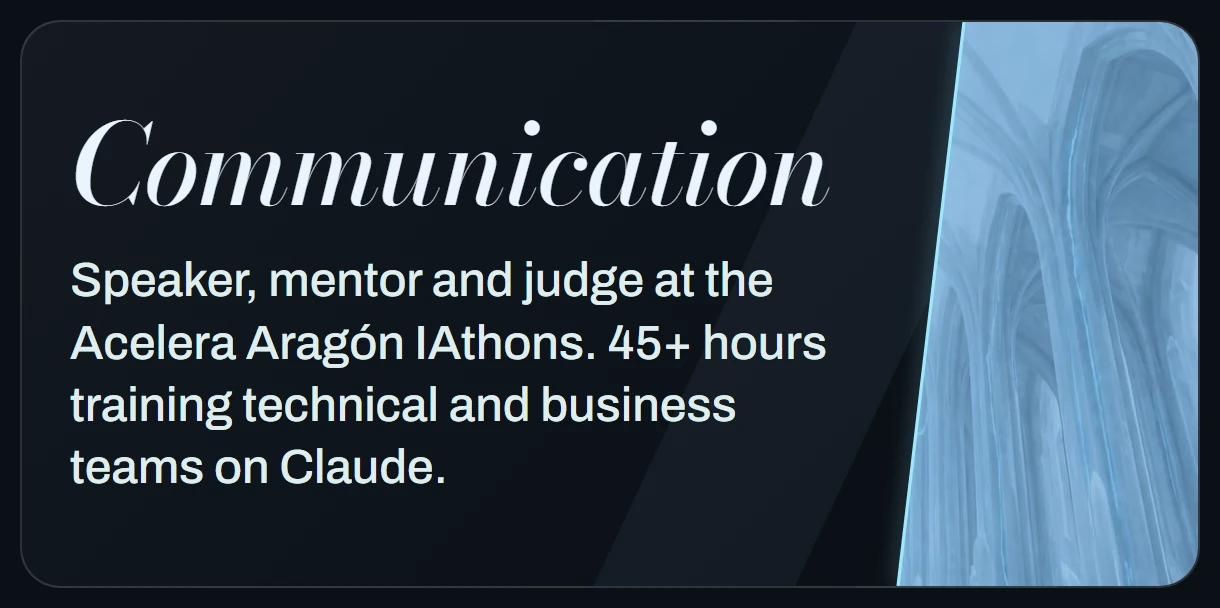 Communication
Speaker, mentor and judge at the
Acelera Aragón IAthons. 45+ hours
training technical and business
teams on Claude.